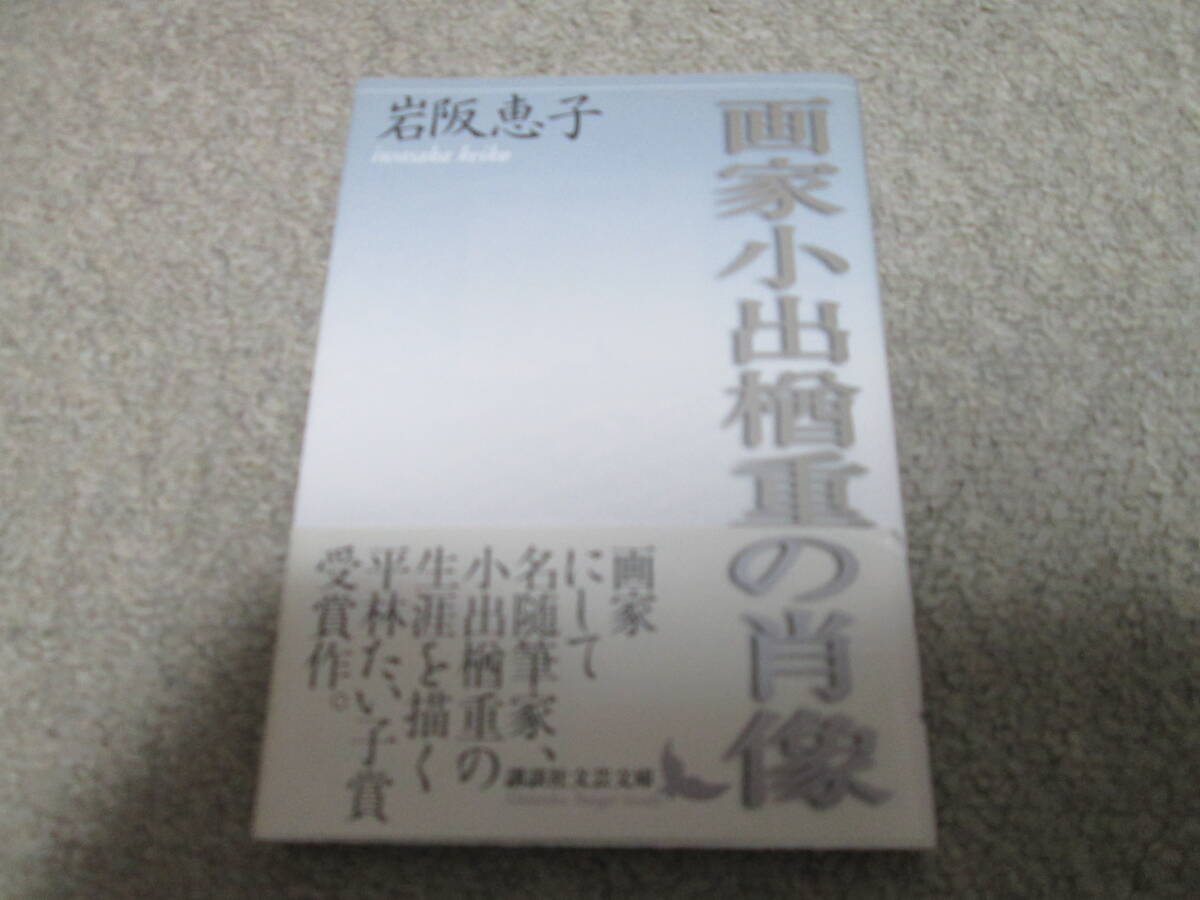 画家小出楢重の肖像
岩阪恵子
iwasaka keiko
画家
にして
名随筆家、
小出楢重の
生涯を描く
平林たい子賞
受賞作。
講談社文芸文庫